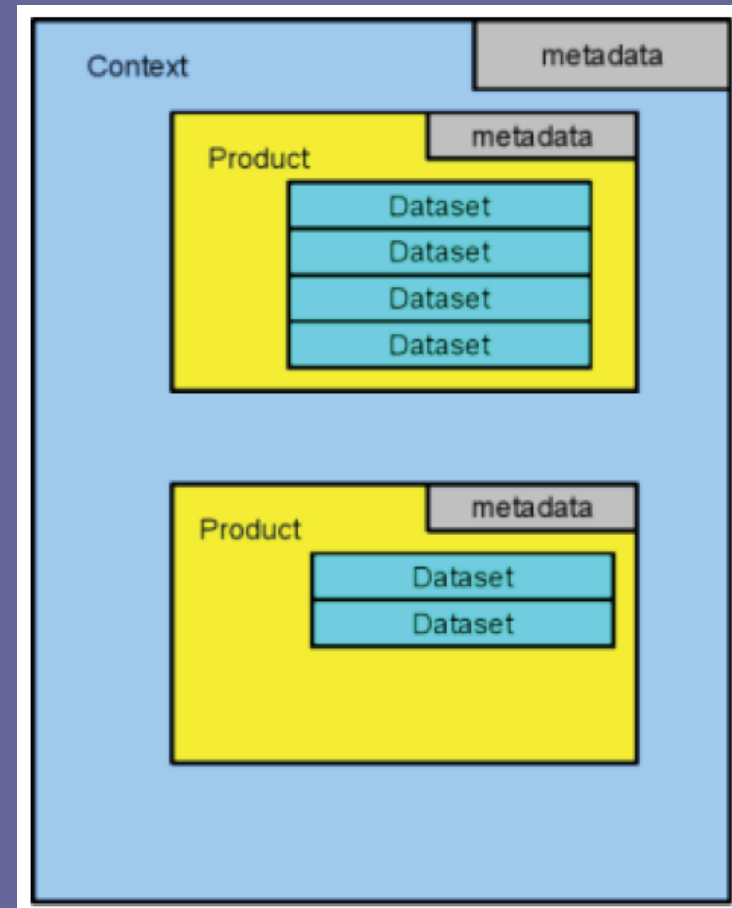 Context
metadata
Product
metadata
Dataset
Dataset
Dataset
Dataset
Product
metadata
Dataset
Dataset